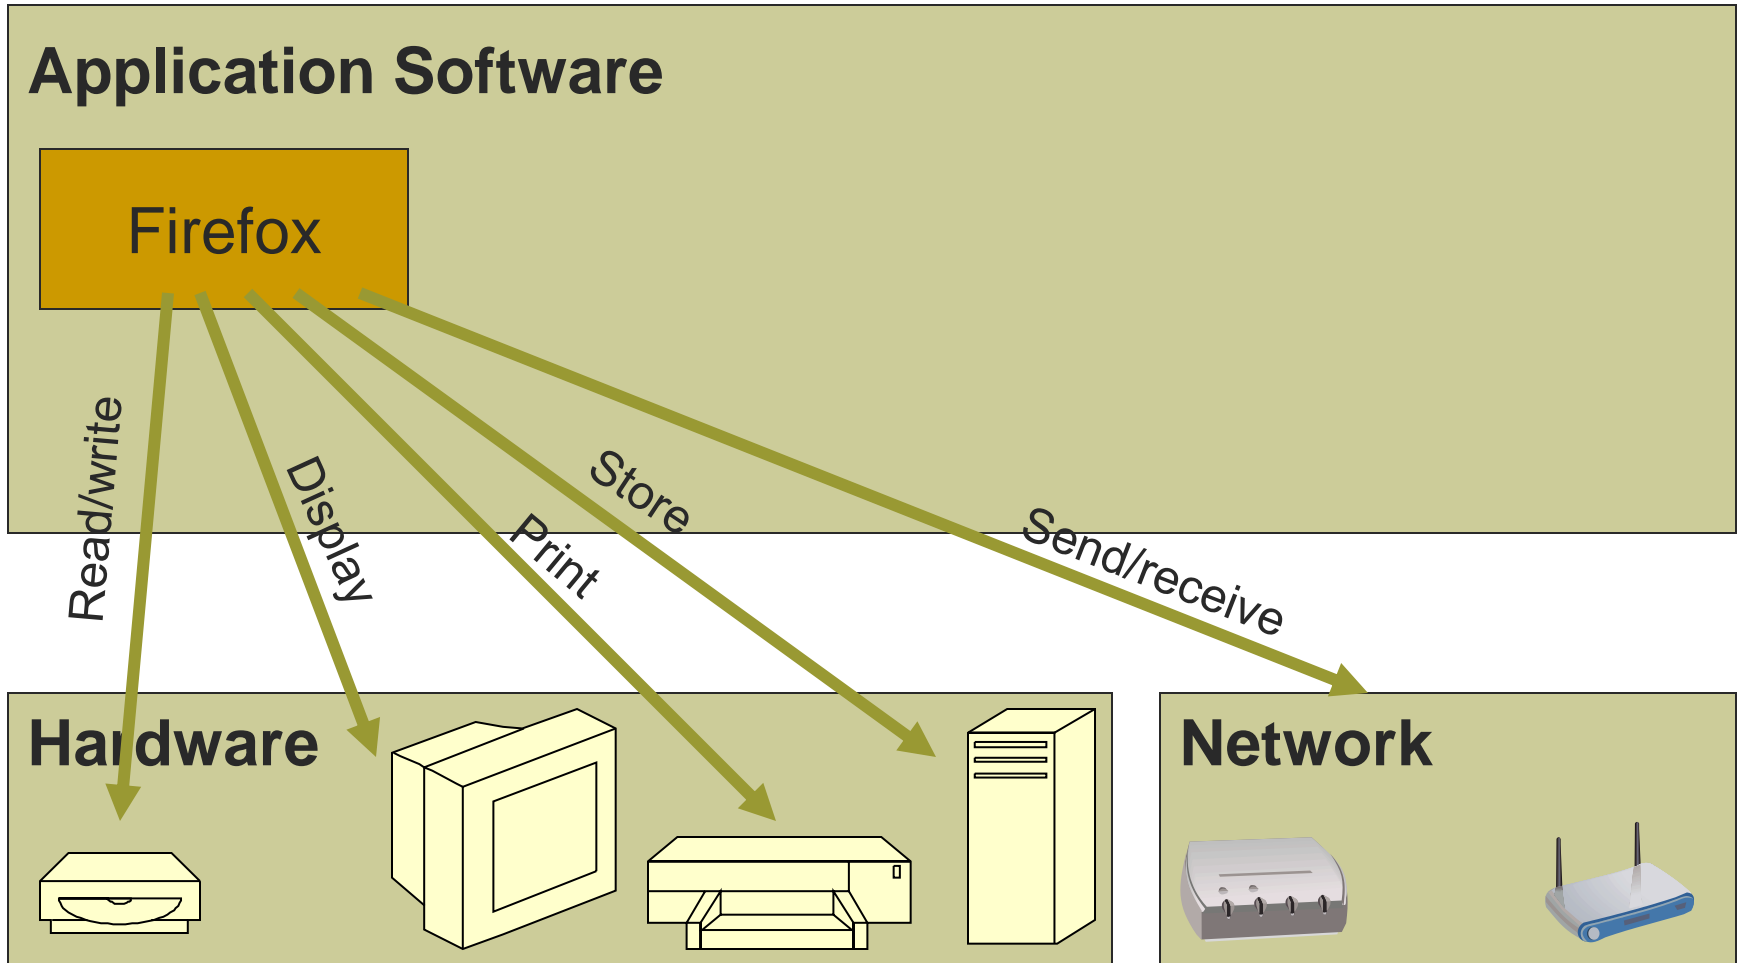 Application Software
Firefox
Read/write
Display
Print
Store
Send/receive
Hardware
Network